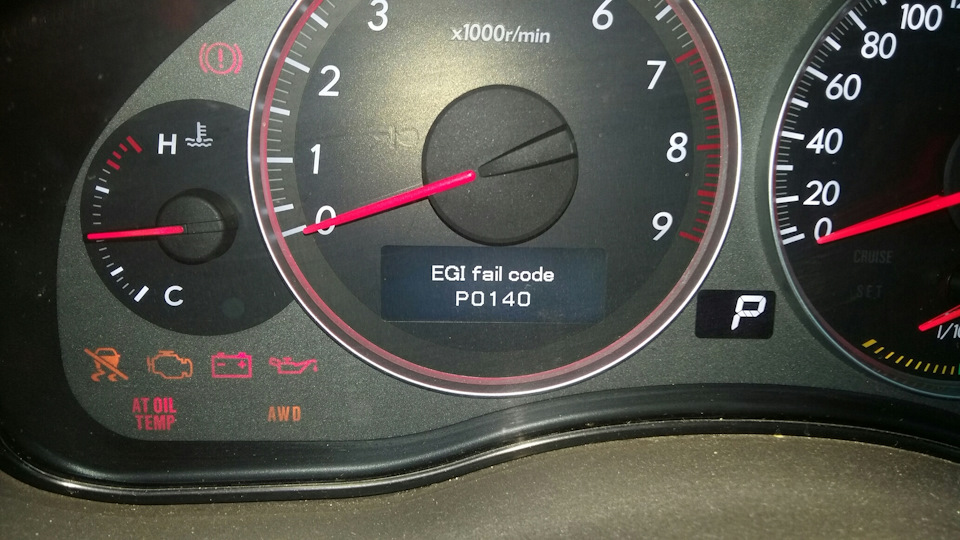 3
x1000r/min
6
2
7
1
8
0
9
H
C
EGI fail code
P0140
P
100
80
60
40
20
0
CRUISE
SET
AT OIL
TEMP
AWD